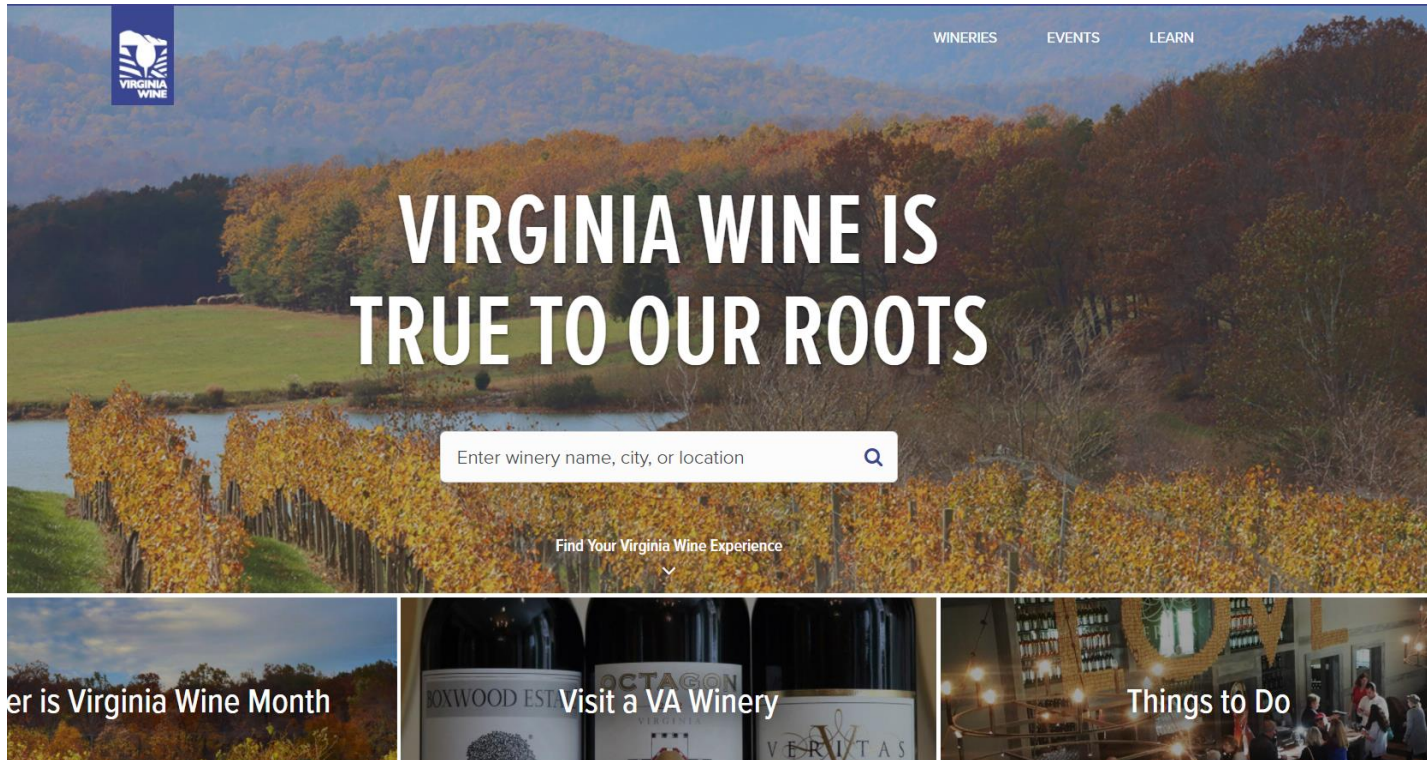 VIRGINIA
WINE
WINERIES EVENTS LEARN
VIRGINIA WINE IS
TRUE TO OUR ROOTS
Enter winery name, city, or location
Find Your Virginia Wine Experience
er is Virginia Wine Month
BOXWOOD ESTA
OCTAGON
VIRGINIA
Visit a VA Winery
VERITAS
LOVE
Things to Do